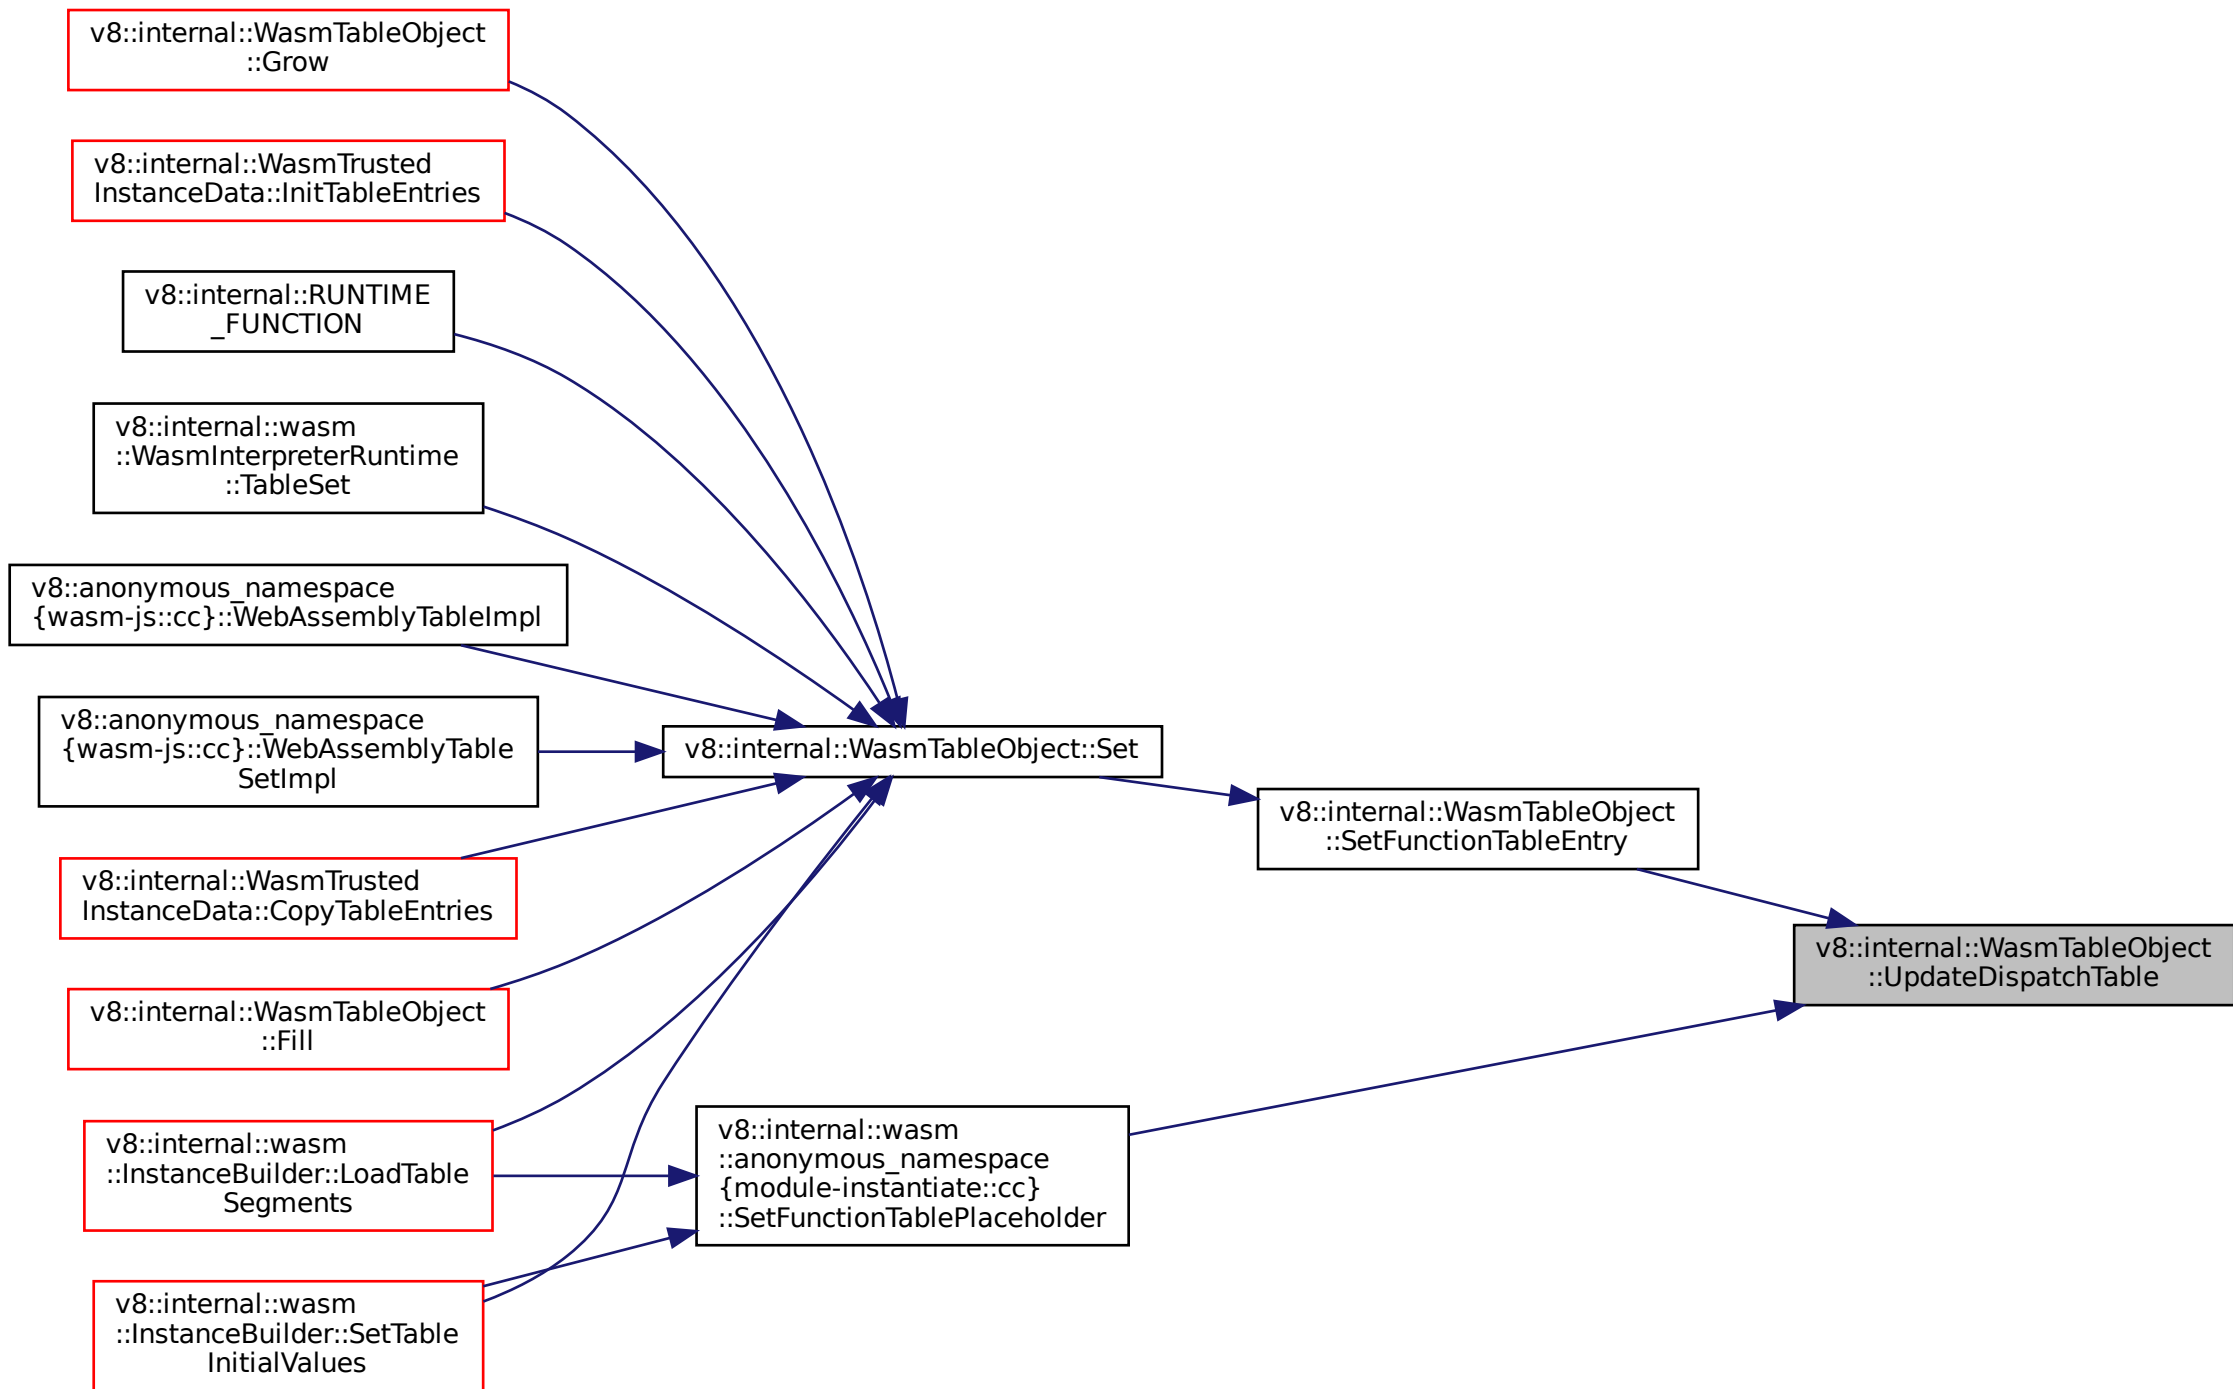 v8::internal::WasmTableObject
::Grow
v8::internal::WasmTrusted
InstanceData::InitTableEntries
v8::internal::RUNTIME
_FUNCTION
v8::internal::wasm
::WasmInterpreterRuntime
::TableSet
v8::anonymous_namespace
{wasm-js::cc}::WebAssemblyTableImpl
v8::anonymous_namespace
{wasm-js::cc}::WebAssemblyTable
SetImpl
v8::internal::WasmTableObject::Set
v8::internal::WasmTableObject
::SetFunctionTableEntry
v8::internal::WasmTrusted
InstanceData::CopyTableEntries
v8::internal::WasmTableObject
::UpdateDispatchTable
v8::internal::WasmTableObject
::Fill
v8::internal::wasm
::InstanceBuilder::LoadTable
Segments
v8::internal::wasm
::anonymous_namespace
{module-instantiate::cc}
::SetFunctionTablePlaceholder
v8::internal::wasm
::InstanceBuilder::SetTable
InitialValues